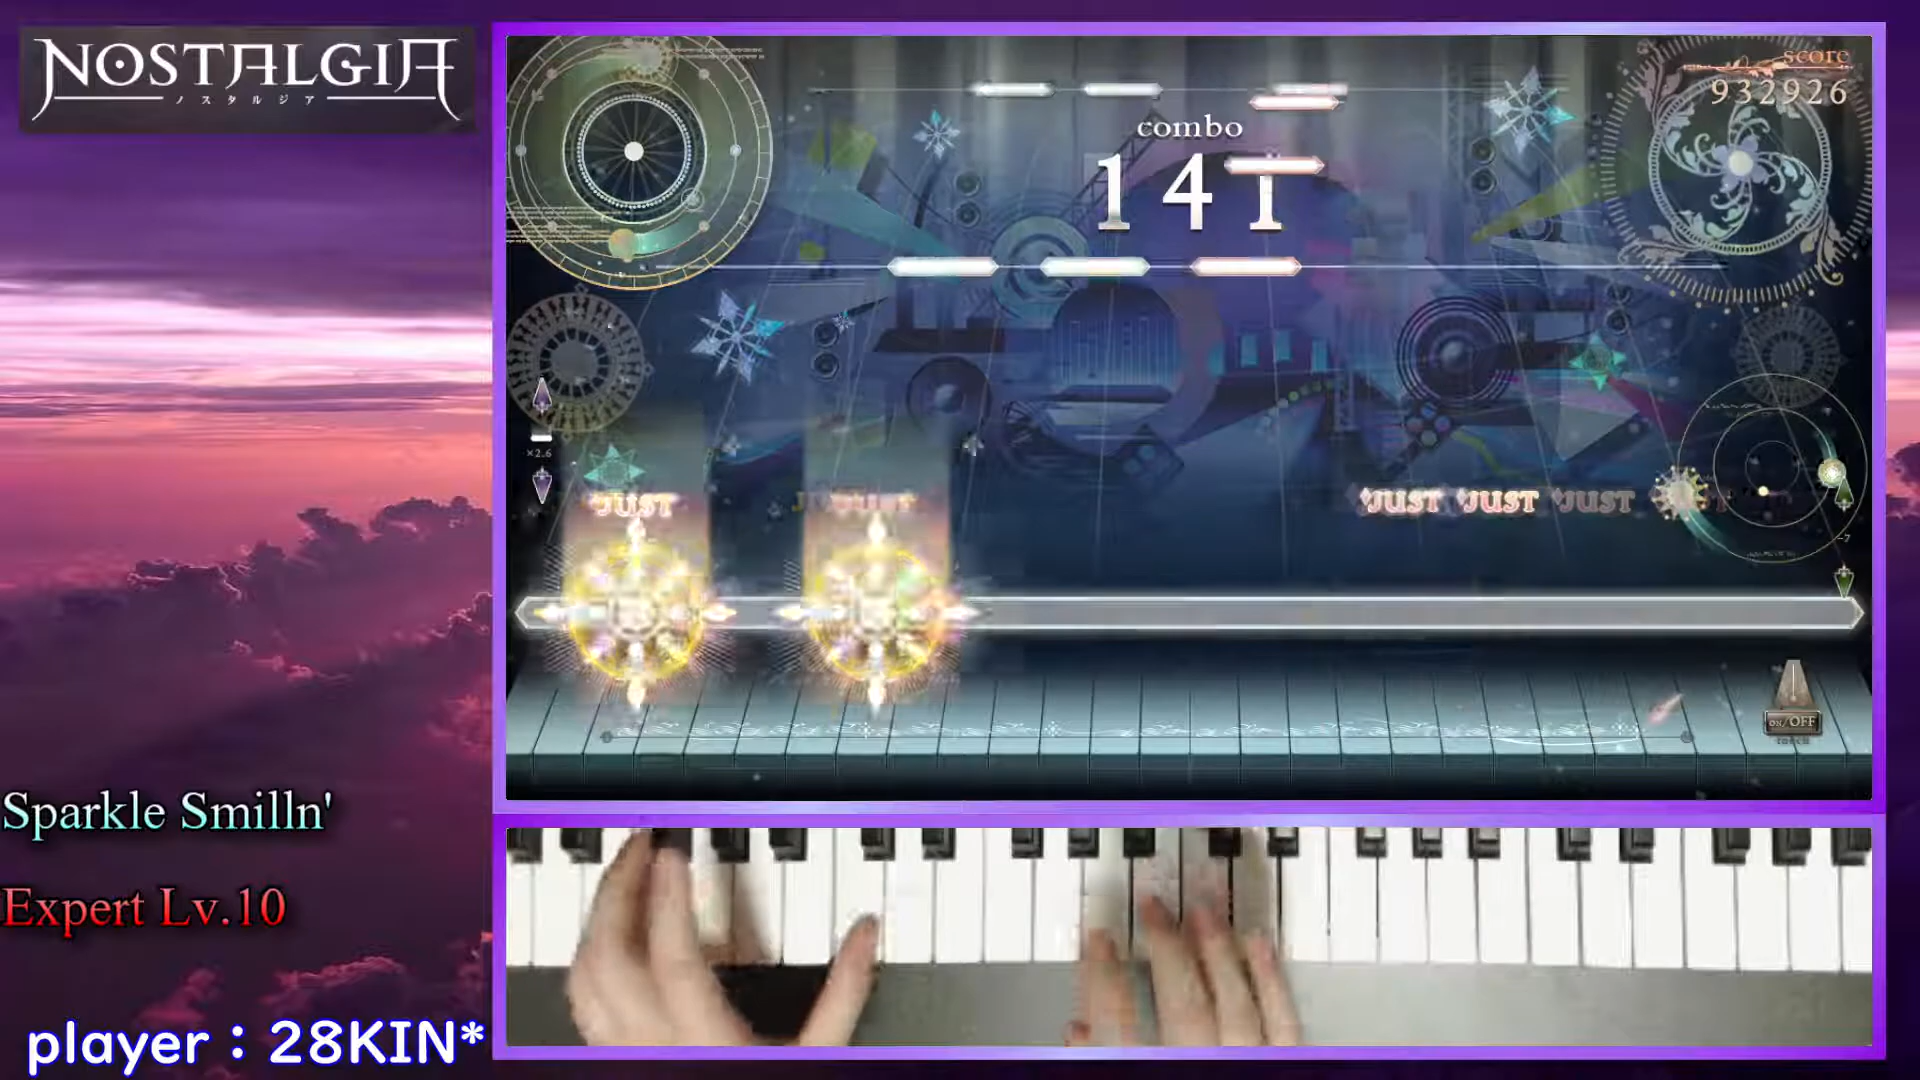 NOSTALGIA
ノスタルジア
score
932926
combo
141
×2.6
JUST
JUST JUST JUST
-7
ON/OFF
Sparkle Smilln'
Expert Lv.10
player：28KIN*